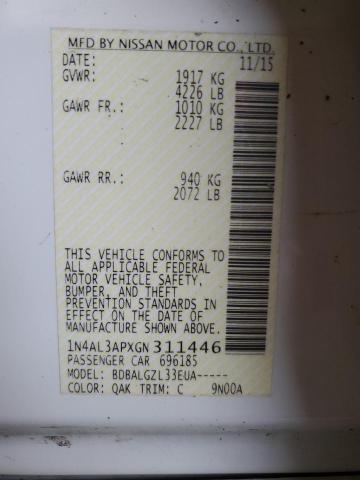 MFD BY NISSAN MOTOR CO.,LTD.
DATE: 11/15
GVWR: 1917 KG
4226 LB
GAWR FR.: 1010 KG
2227 LB
GAWR RR.: 940 KG
2072 LB
THIS VEHICLE CONFORMS TO
ALL APPLICABLE FEDERAL
MOTOR VEHICLE SAFETY,
BUMPER, AND THEFT
PREVENTION STANDARDS IN
EFFECT ON THE DATE OF
MANUFACTURE SHOWN ABOVE.
1N4AL3APXGN311446
PASSENGER CAR 696185
MODEL: BDBALGZL33EUA-----
COLOR: QAK TRIM: C 9N00A